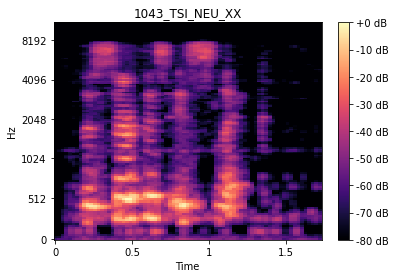 1043_TSI_NEU_XX
+0 dB
8192
-10 dB
4096
-20 dB
-30 dB
2048
Hz
-40 dB
1024
-50 dB
512
-60 dB
-70 dB
0
-80 dB
0
0.5
1
1.5
Time